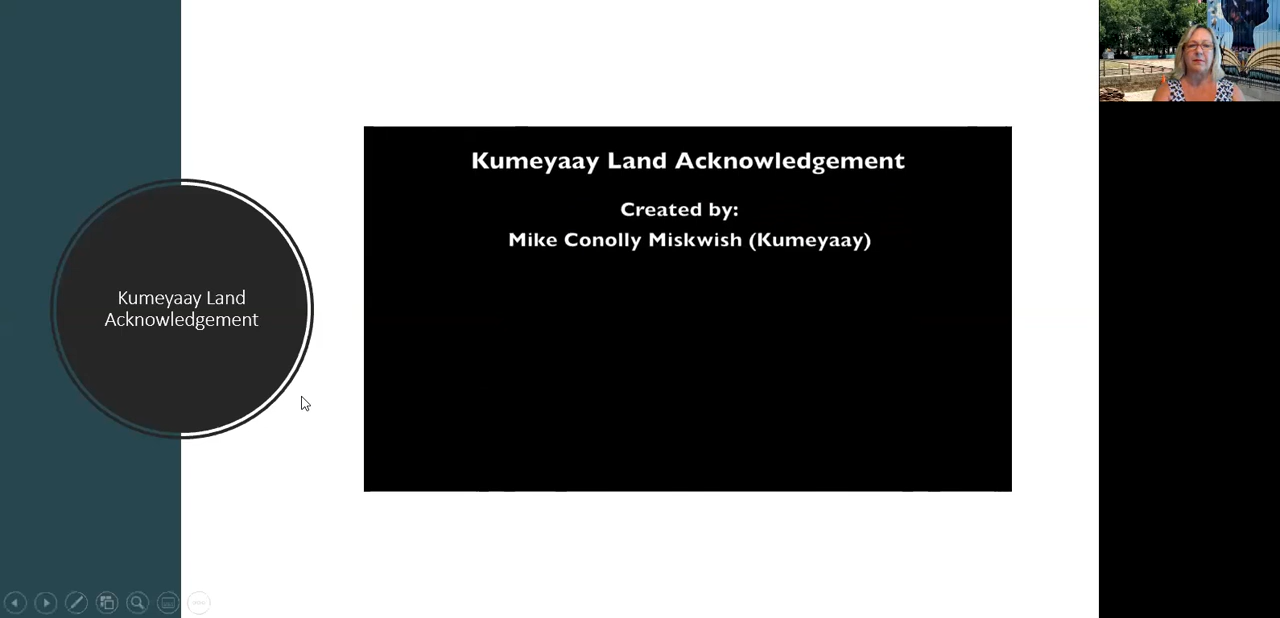 Kumeyaay Land
Acknowledgement
Kumeyaay Land Acknowledgement
Created by:
Mike Conolly Miskwish (Kumeyaay)